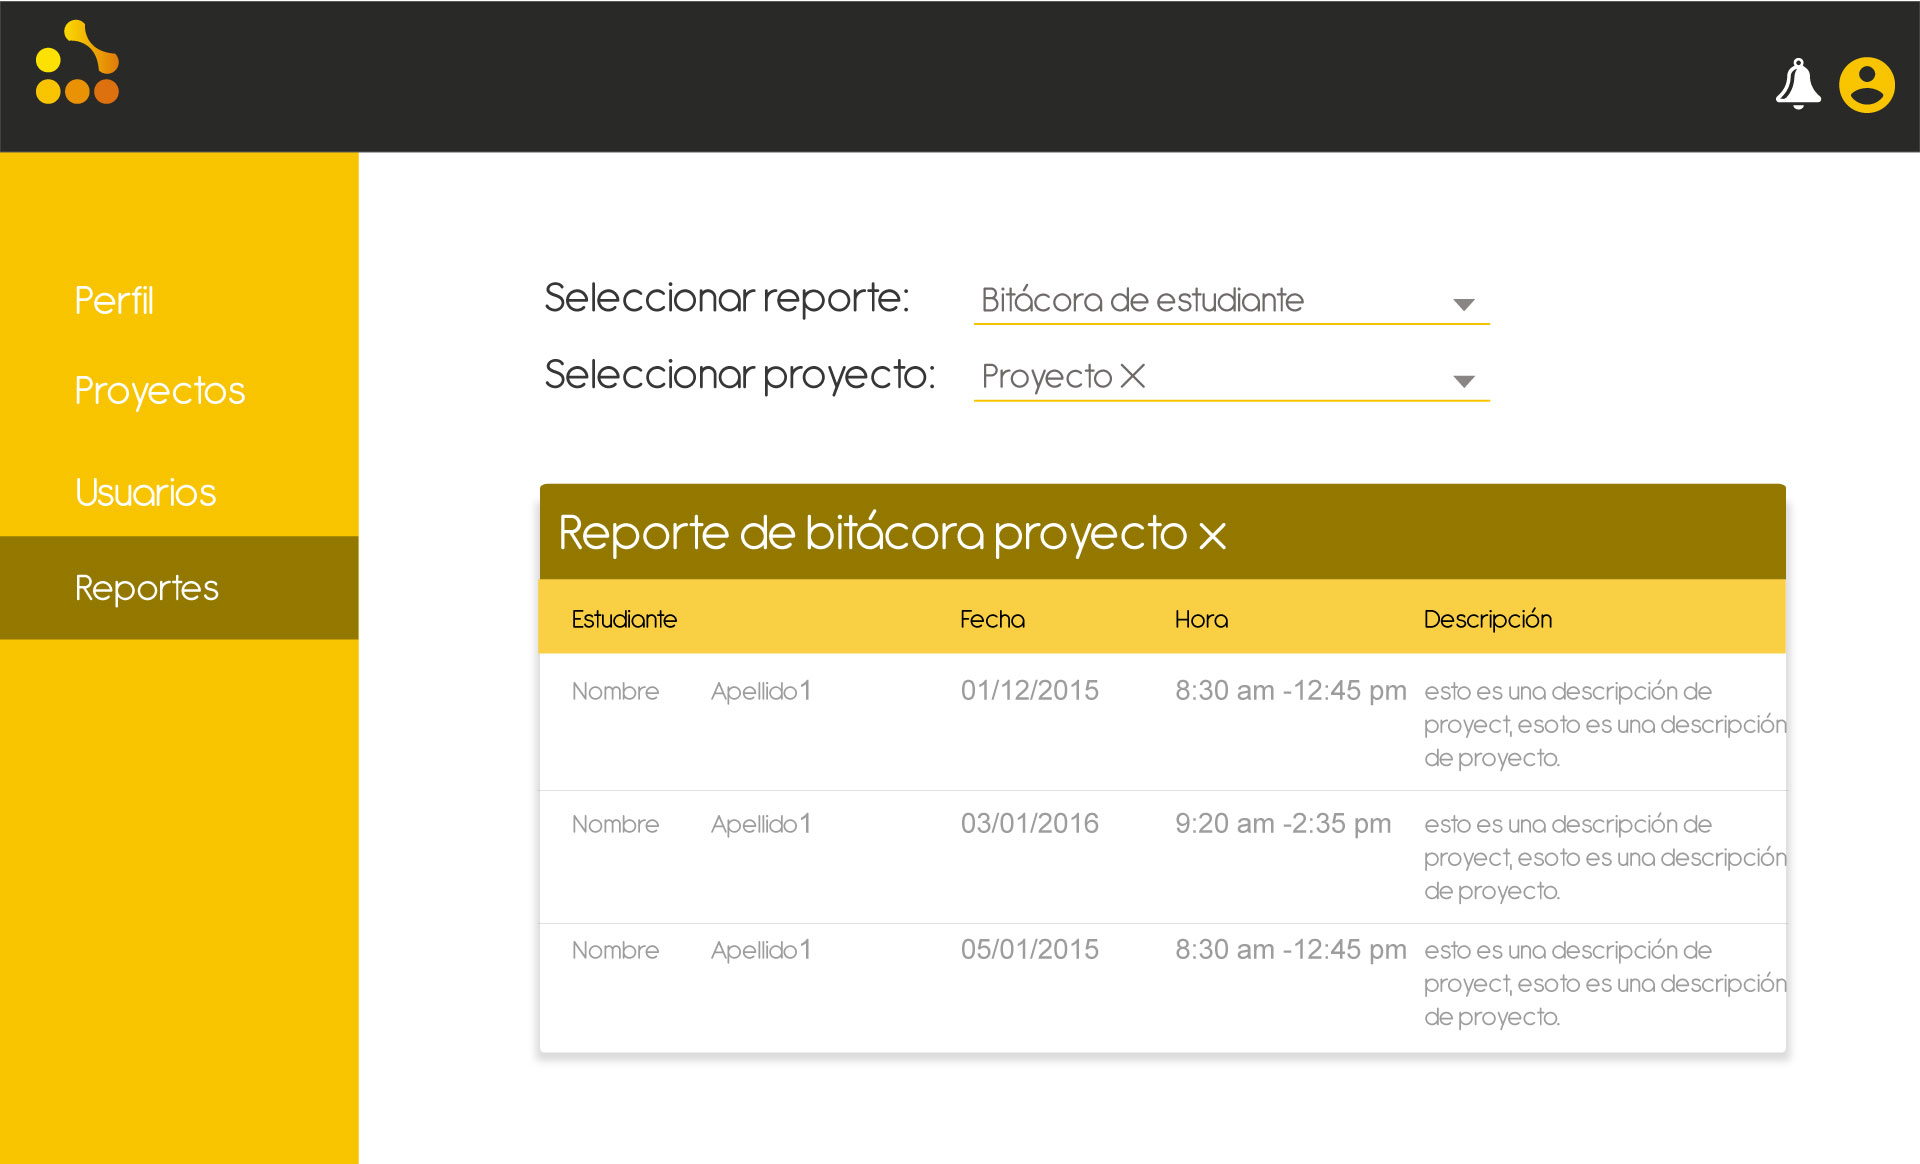 Perfil
Proyectos
Usuarios
Reportes
Seleccionar reporte: Bitácora de estudiante
Seleccionar proyecto: Proyecto X
Reporte de bitácora proyecto x
Estudiante Fecha Hora Descripción
Nombre Apellido1 01/12/2015 8:30 am -12:45 pm esto es una descripción de
proyect, esoto es una descripción
de proyecto.
Nombre Apellido1 03/01/2016 9:20 am -2:35 pm esto es una descripción de
proyect, esoto es una descripción
de proyecto.
Nombre Apellido1 05/01/2015 8:30 am -12:45 pm esto es una descripción de
proyect, esoto es una descripción
de proyecto.